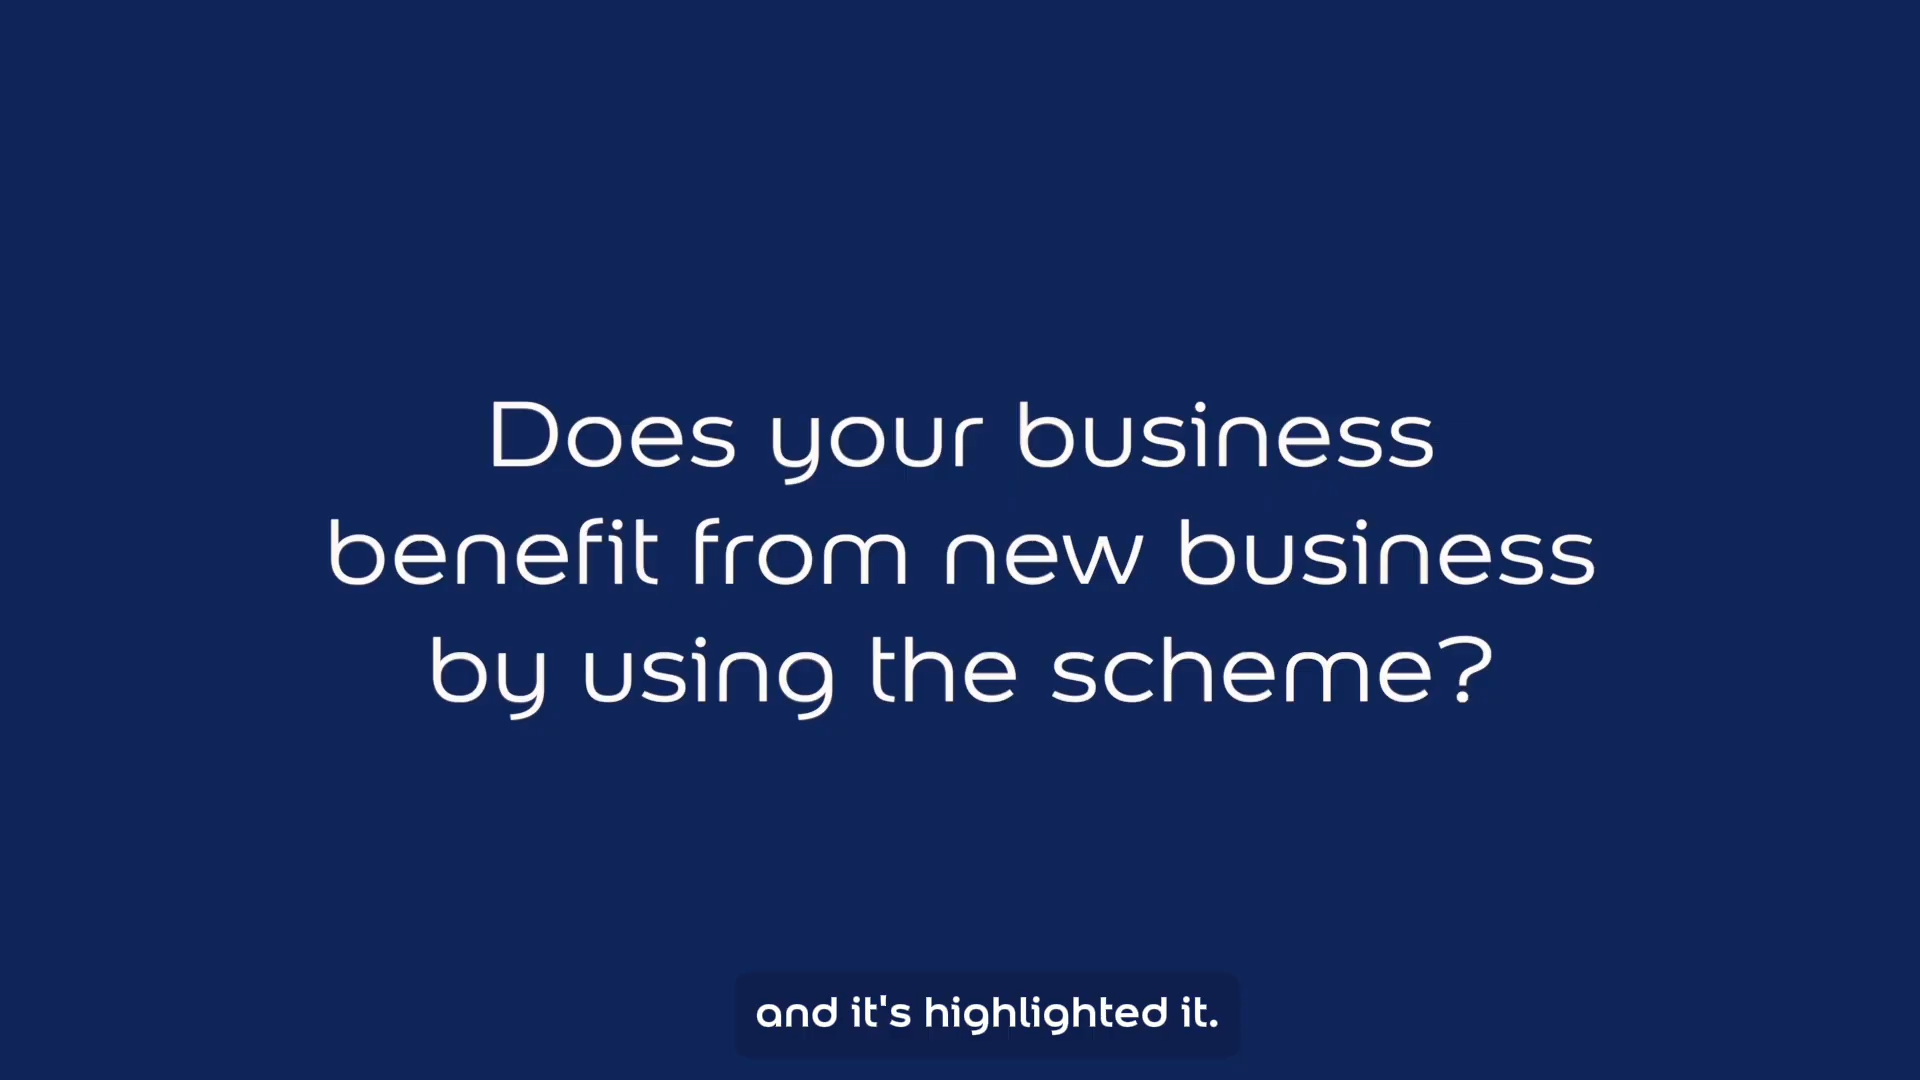 Does your business
benefit from new business
by using the scheme?
and it's highlighted it.